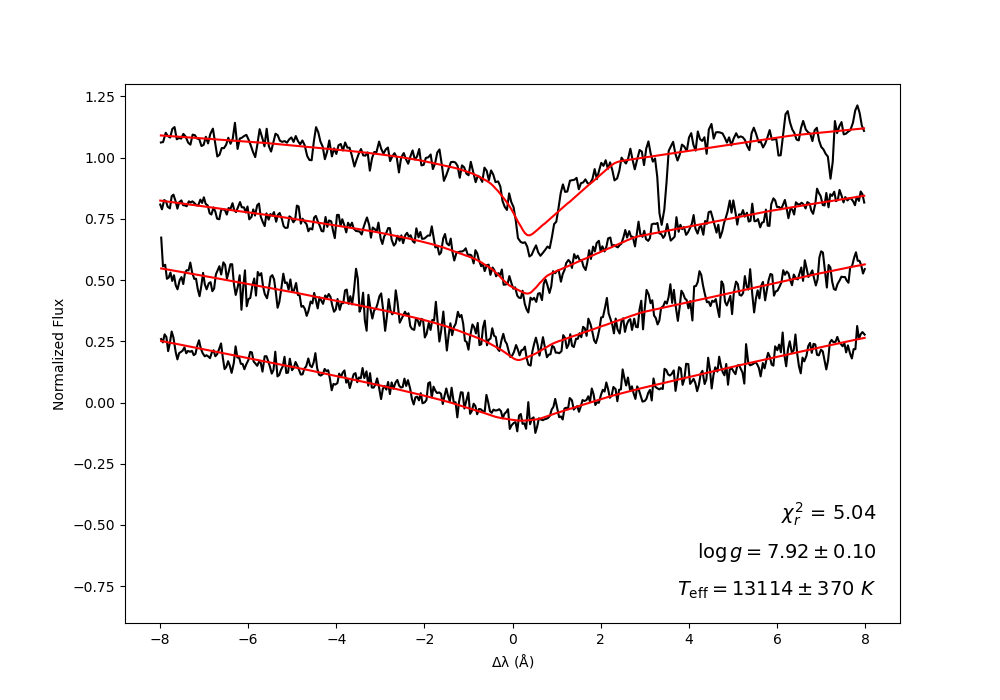 1.25
1.00
0.75
0.50
0.25
0.00
−0.25
−0.50
−0.75
Normalized Flux
χ²ᵣ = 5.04
log g = 7.92 ± 0.10
T_eff = 13114 ± 370 K
−8 −6 −4 −2 0 2 4 6 8
Δλ (Å)